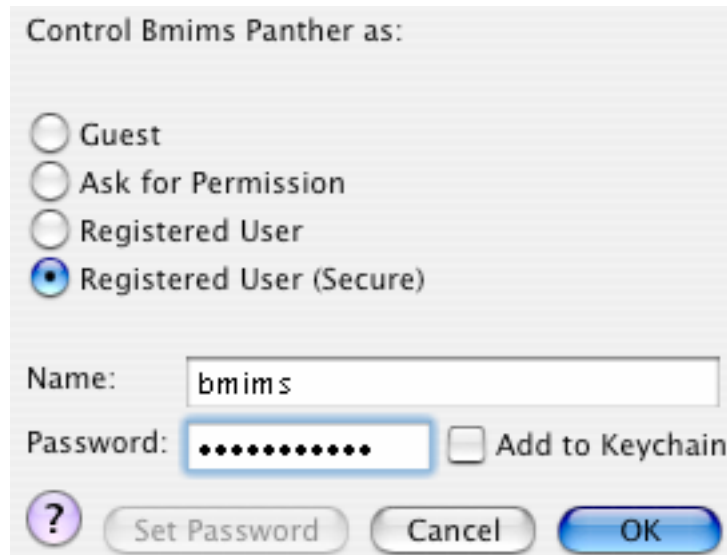 Control Bmims Panther as:
Guest
Ask for Permission
Registered User
Registered User (Secure)
Name: bmims
Password: ••••••••••• Add to Keychain
? Set Password Cancel OK